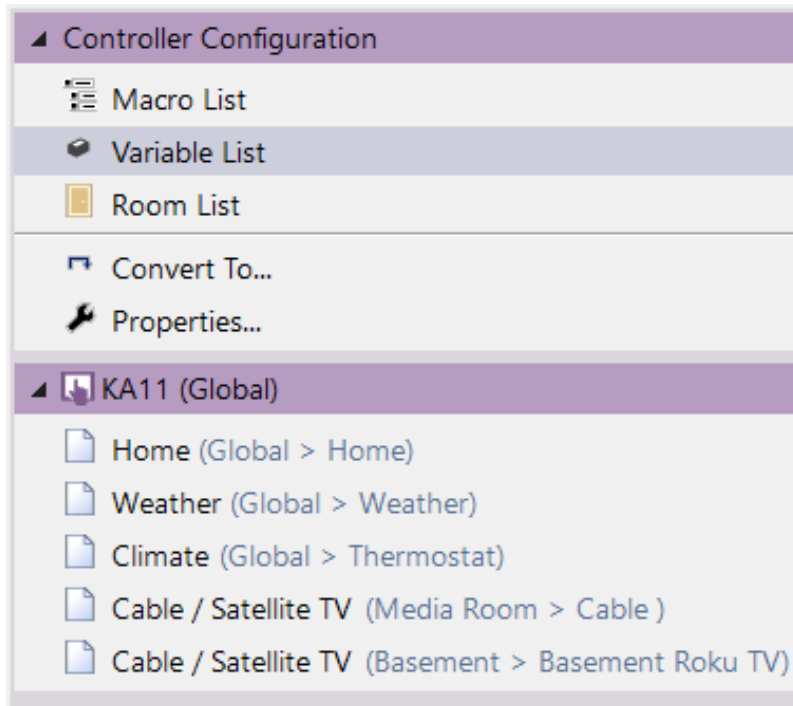 Controller Configuration
Macro List
Variable List
Room List
Convert To...
Properties...
KA11 (Global)
Home (Global > Home)
Weather (Global > Weather)
Climate (Global > Thermostat)
Cable / Satellite TV (Media Room > Cable )
Cable / Satellite TV (Basement > Basement Roku TV)